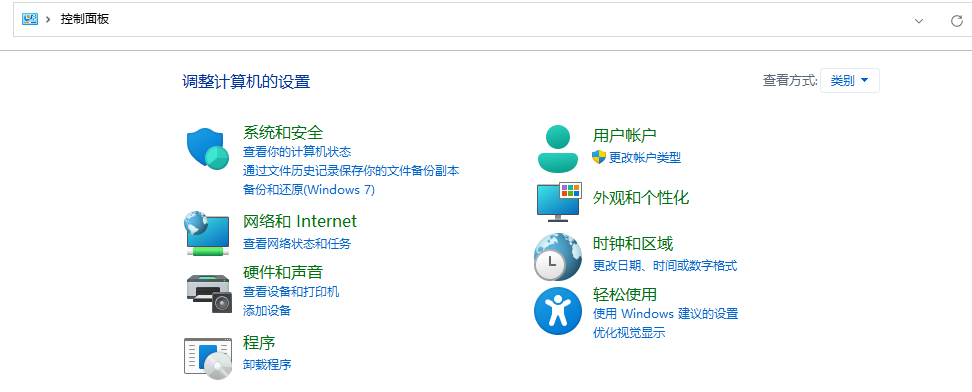 控制面板
调整计算机的设置
查看方式: 类别
系统和安全
查看你的计算机状态
通过文件历史记录保存你的文件备份副本
备份和还原(Windows 7)
网络和 Internet
查看网络状态和任务
硬件和声音
查看设备和打印机
添加设备
程序
卸载程序
用户帐户
更改帐户类型
外观和个性化
时钟和区域
更改日期、时间或数字格式
轻松使用
使用 Windows 建议的设置
优化视觉显示